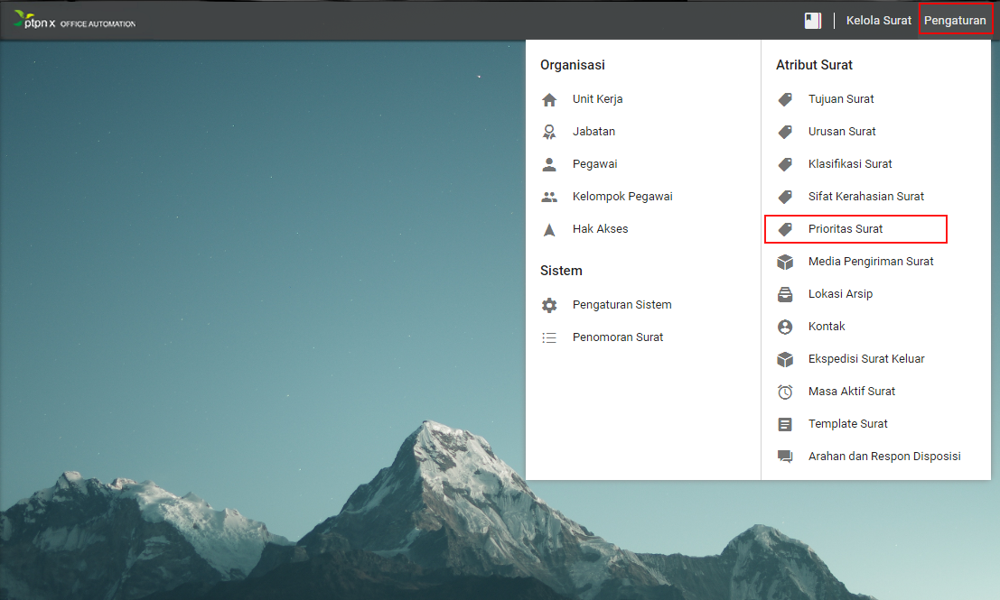 ptpn x OFFICE AUTOMATION
Kelola Surat
Pengaturan
Organisasi
Unit Kerja
Jabatan
Pegawai
Kelompok Pegawai
Hak Akses
Sistem
Pengaturan Sistem
Penomoran Surat
Atribut Surat
Tujuan Surat
Urusan Surat
Klasifikasi Surat
Sifat Kerahasian Surat
Prioritas Surat
Media Pengiriman Surat
Lokasi Arsip
Kontak
Ekspedisi Surat Keluar
Masa Aktif Surat
Template Surat
Arahan dan Respon Disposisi